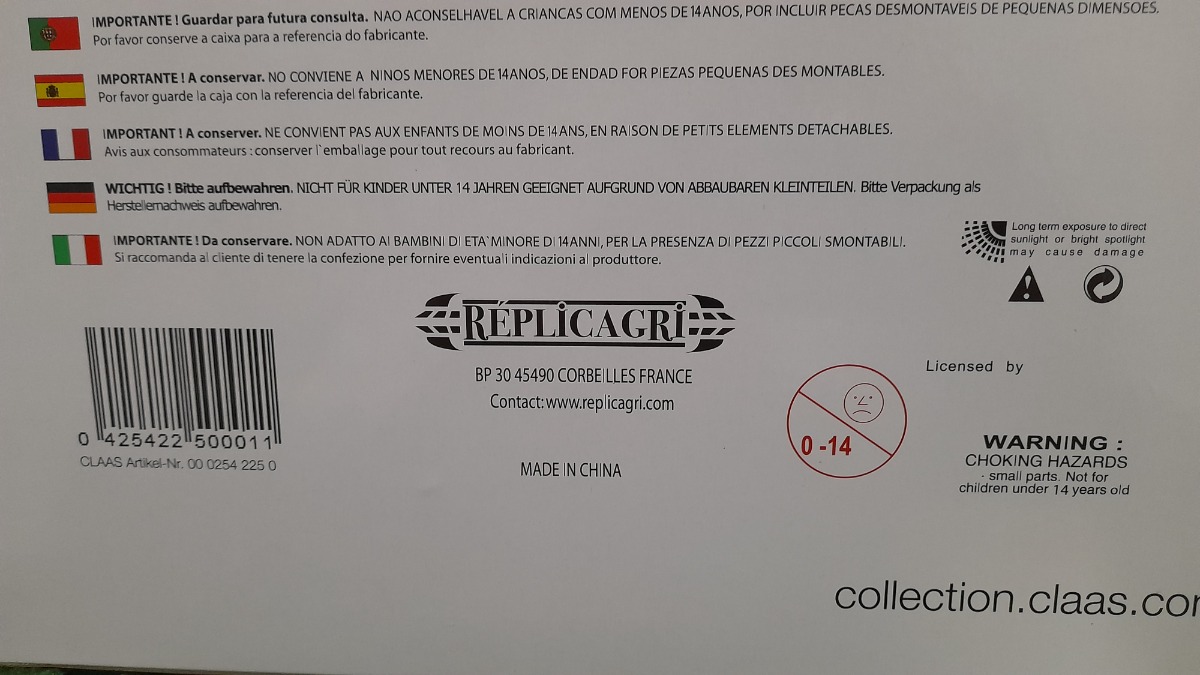 IMPORTANTE ! Guardar para futura consulta. NAO ACONSELHAVEL A CRIANCAS COM MENOS DE 14 ANOS, POR INCLUIR PECAS DESMONTAVEIS DE PEQUENAS DIMENSOES.
Por favor conserve a caixa para a referencia do fabricante.
IMPORTANTE ! A conservar. NO CONVIENE A NINOS MENORES DE 14 ANOS, DE ENDAD FOR PIEZAS PEQUENAS DES MONTABLES.
Por favor guarde la caja con la referencia del fabricante.
IMPORTANT ! A conserver. NE CONVIENT PAS AUX ENFANTS DE MOINS DE 14 ANS, EN RAISON DE PETITS ELEMENTS DETACHABLES.
Avis aux consommateurs : conserver l`emballage pour tout recours au fabricant.
WICHTIG ! Bitte aufbewahren. NICHT FÜR KINDER UNTER 14 JAHREN GEEIGNET AUFGRUND VON ABBAUBAREN KLEINTEILEN. Bitte Verpackung als
Herstellernachweis aufbewahren.
IMPORTANTE ! Da conservare. NON ADATTO AI BAMBINI DI ETA`MINORE DI 14 ANNI, PER LA PRESENZA DI PEZZI PICCOLI SMONTABILI.
Si raccomanda al cliente di tenere la confezione per fornire eventuali indicazioni al produttore.
Long term exposure to direct
sunlight or bright spotlight
may cause damage
RÉPLICAGRI
BP 30 45490 CORBEILLES FRANCE
Contact: www.replicagri.com
MADE IN CHINA
0 425422 500011
CLAAS Artikel-Nr. 00 0254 225 0
0 -14
Licensed by
WARNING :
CHOKING HAZARDS
- small parts. Not for
children under 14 years old
collection.claas.com